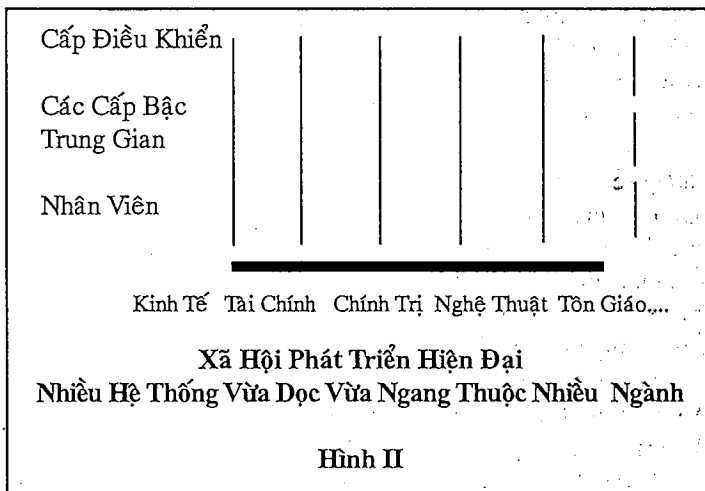 Cấp Điều Khiển
Các Cấp Bậc
Trung Gian
Nhân Viên
Kinh Tế Tài Chính Chính Trị Nghệ Thuật Tôn Giáo....
Xã Hội Phát Triển Hiện Đại
Nhiều Hệ Thống Vừa Dọc Vừa Ngang Thuộc Nhiều Ngành
Hình II